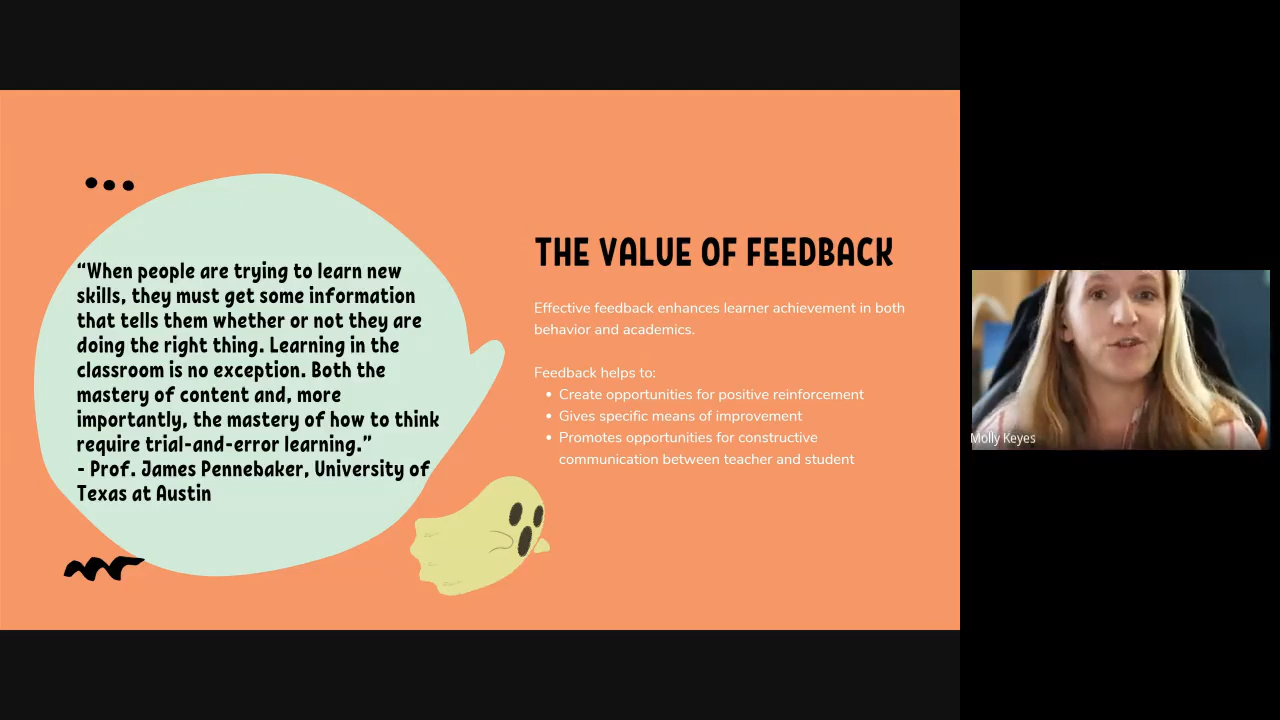 “When people are trying to learn new
skills, they must get some information
that tells them whether or not they are
doing the right thing. Learning in the
classroom is no exception. Both the
mastery of content and, more
importantly, the mastery of how to think
require trial-and-error learning.”
- Prof. James Pennebaker, University of
Texas at Austin
THE VALUE OF FEEDBACK
Effective feedback enhances learner achievement in both
behavior and academics.
Feedback helps to:
• Create opportunities for positive reinforcement
• Gives specific means of improvement
• Promotes opportunities for constructive
communication between teacher and student
Molly Keyes